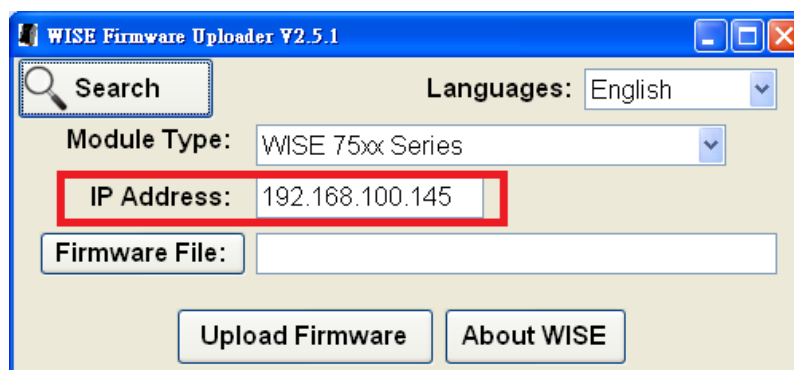 WISE Firmware Uploader V2.5.1
Search
Languages: English
Module Type: WISE 75xx Series
IP Address: 192.168.100.145
Firmware File:
Upload Firmware About WISE